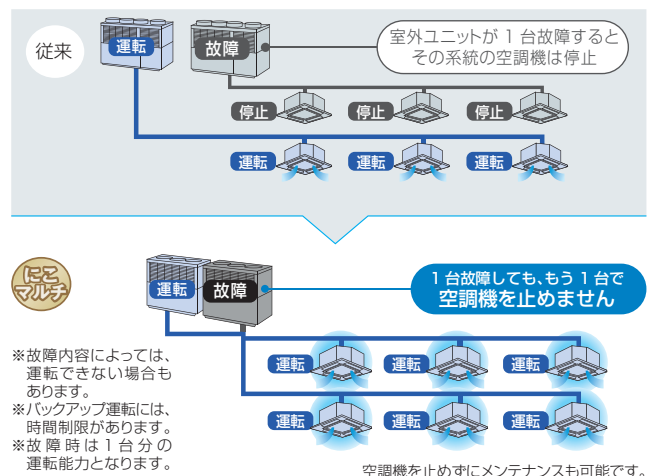 従来
運転
故障
室外ユニットが1台故障すると
その系統の空調機は停止
停止
停止
停止
運転
運転
運転
にこ
マルチ
運転
故障
1台故障しても、もう1台で
空調機を止めません
運転
運転
運転
運転
運転
運転
※故障内容によっては、
運転できない場合も
あります。
※バックアップ運転には、
時間制限があります。
※故障時は1台分の
運転能力となります。
空調機を止めずにメンテナンスも可能です。